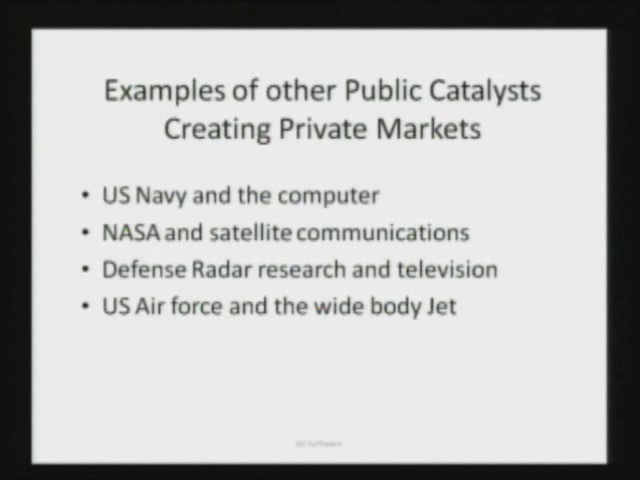 Examples of other Public Catalysts
Creating Private Markets
• US Navy and the computer
• NASA and satellite communications
• Defense Radar research and television
• US Air force and the wide body Jet